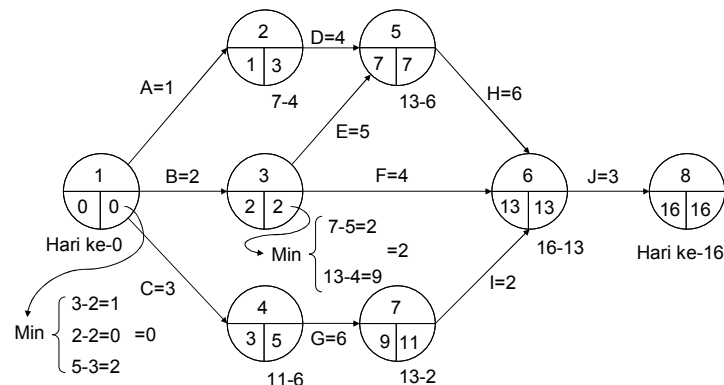 2
1 3
D=4
5
7 7
7-4
13-6
A=1
H=6
E=5
1
0 0
Hari ke-0
B=2
3
2 2
F=4
6
13 13
16-13
J=3
8
16 16
Hari ke-16
Min
7-5=2
=2
13-4=9
C=3
I=2
Min
3-2=1
2-2=0 =0
5-3=2
4
3 5
11-6
G=6
7
9 11
13-2